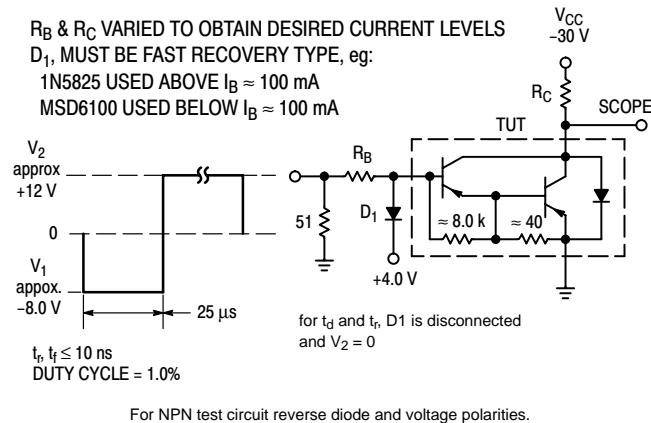 R_B & R_C VARIED TO OBTAIN DESIRED CURRENT LEVELS
D_1, MUST BE FAST RECOVERY TYPE, eg:
1N5825 USED ABOVE I_B ≈ 100 mA
MSD6100 USED BELOW I_B ≈ 100 mA
V_CC
−30 V
R_C
SCOPE
TUT
V_2
approx
+12 V
0
V_1
appox.
−8.0 V
25 μs
t_r, t_f ≤ 10 ns
DUTY CYCLE = 1.0%
51
R_B
D_1
+4.0 V
≈ 8.0 k
≈ 40
for t_d and t_r, D1 is disconnected
and V_2 = 0
For NPN test circuit reverse diode and voltage polarities.